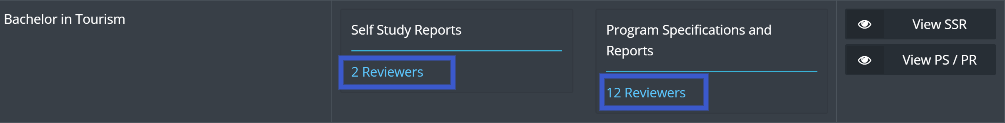 Bachelor in Tourism
Self Study Reports
2 Reviewers
Program Specifications and
Reports
12 Reviewers
View SSR
View PS / PR